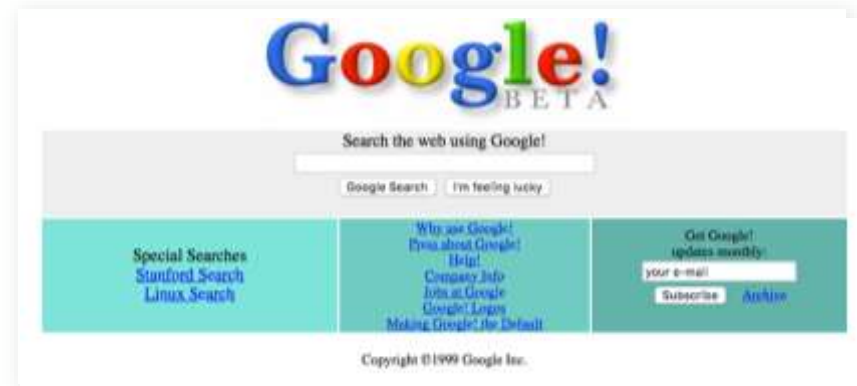 Google!
BETA
Search the web using Google!
Google Search I'm feeling lucky
Special Searches
Stanford Search
Linux Search
Why use Google!
Press about Google!
Help!
Company Info
Jobs at Google
Google! Logos
Making Google! the Default
Get Google!
updates monthly:
your e-mail
Subscribe Archive
Copyright ©1999 Google Inc.